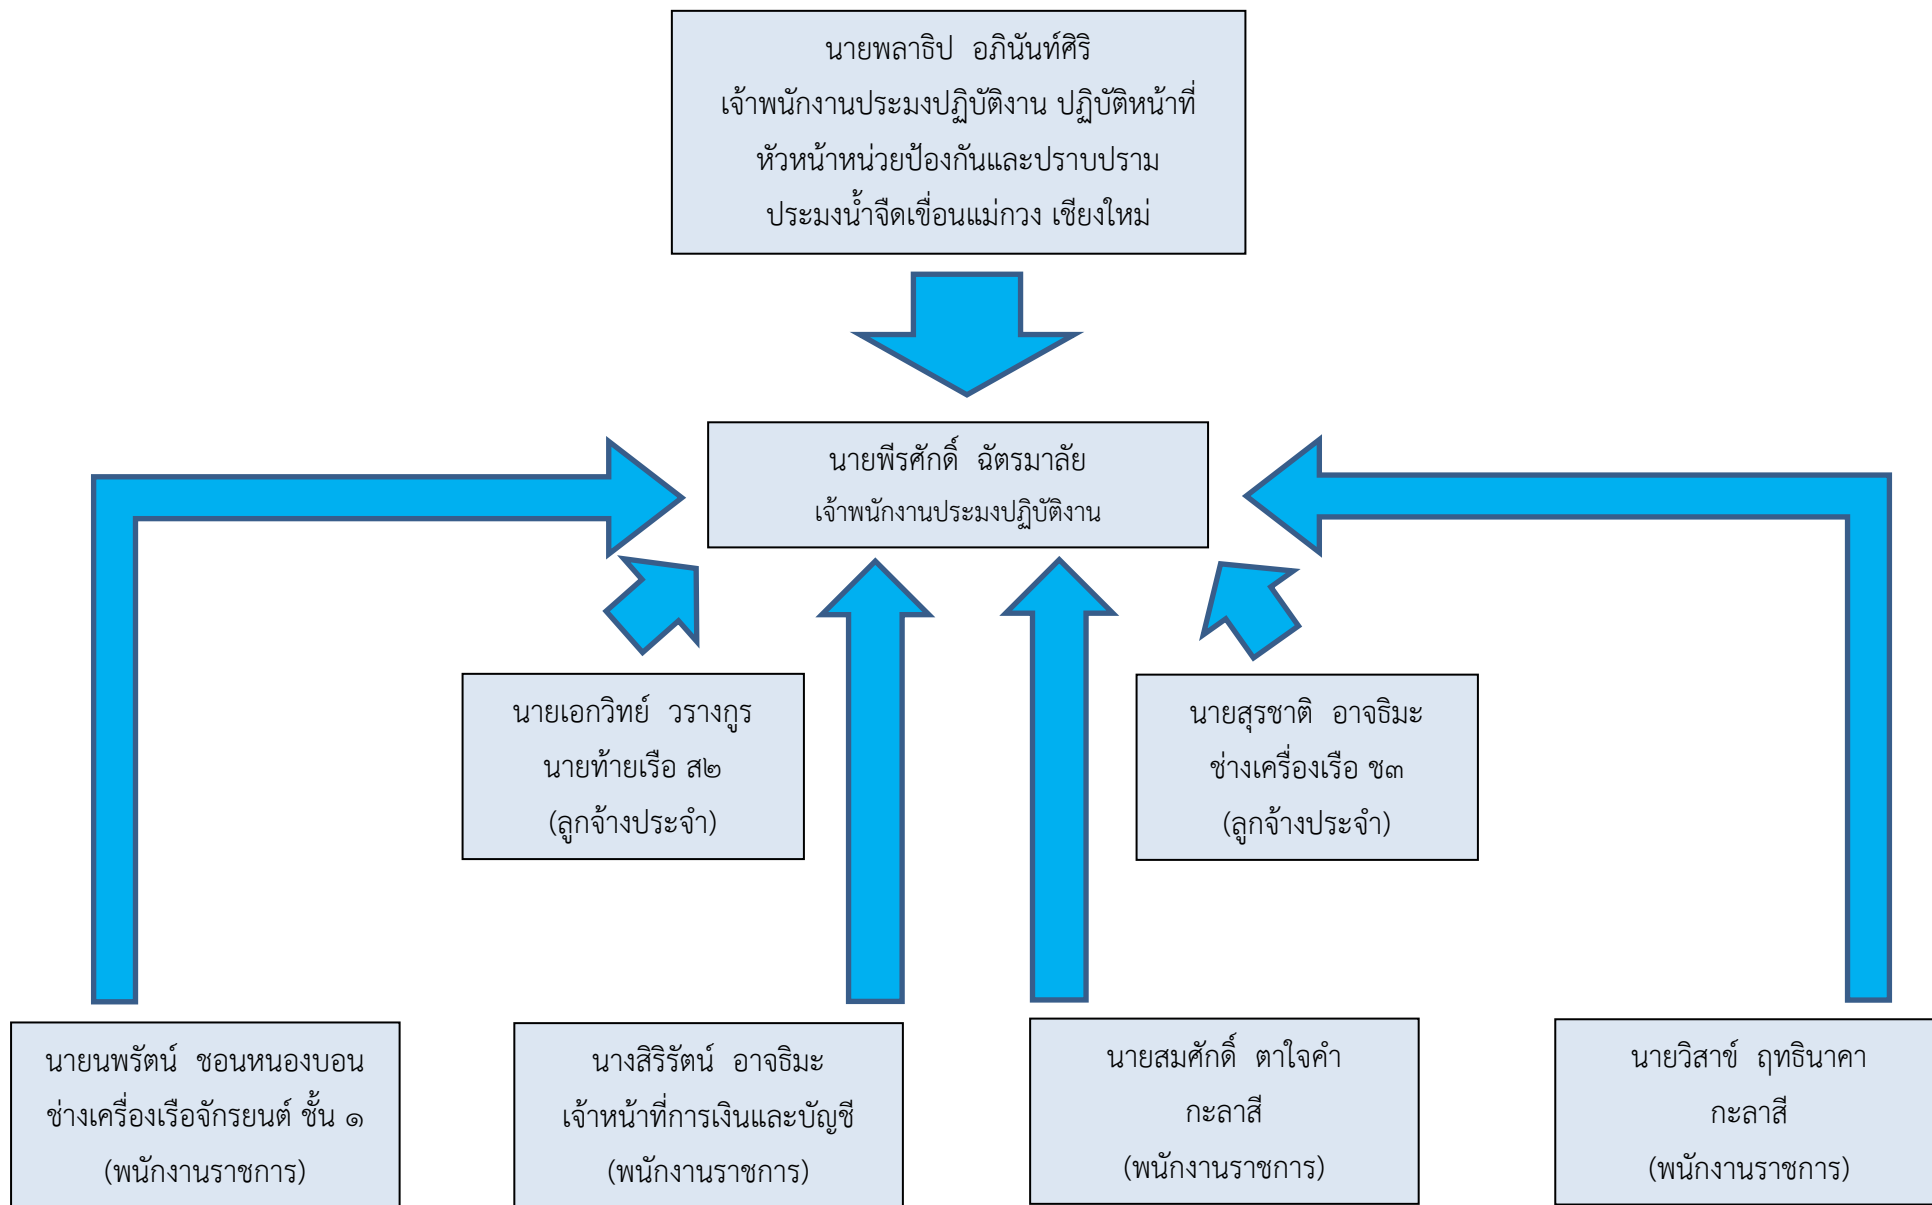 นายพลาธิป  อภินันท์ศิริ
เจ้าพนักงานประมงปฏิบัติงาน ปฏิบัติหน้าที่
หัวหน้าหน่วยป้องกันและปราบปราม
ประมงน้ำจืดเขื่อนแม่กวง เชียงใหม่
นายพีรศักดิ์  ฉัตรมาลัย
เจ้าพนักงานประมงปฏิบัติงาน
นายเอกวิทย์  วรางกูร
นายท้ายเรือ ส๒
(ลูกจ้างประจำ)
นายสุรชาติ  อาจธิมะ
ช่างเครื่องเรือ ช๓
(ลูกจ้างประจำ)
นายนพรัตน์  ชอนหนองบอน
ช่างเครื่องเรือจักรยนต์ ชั้น ๑
(พนักงานราชการ)
นางสิริรัตน์  อาจธิมะ
เจ้าหน้าที่การเงินและบัญชี
(พนักงานราชการ)
นายสมศักดิ์  ตาใจคำ
กะลาสี
(พนักงานราชการ)
นายวิสาข์  ฤทธินาคา
กะลาสี
(พนักงานราชการ)